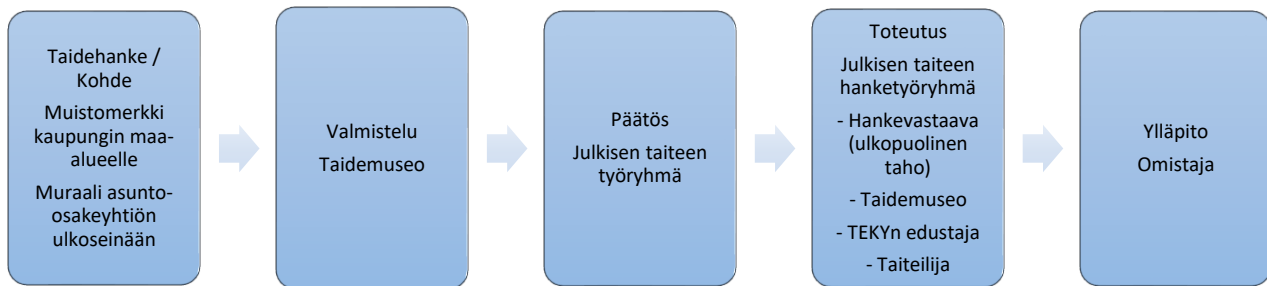 Taidehanke /
Kohde
Muistomerkki
kaupungin maa-
alueelle
Muraali asunto-
osakeyhtiön
ulkoseinään
Valmistelu
Taidemuseo
Päätös
Julkisen taiteen
työryhmä
Toteutus
Julkisen taiteen
hanketyöryhmä
- Hankevastaava
(ulkopuolinen
taho)
- Taidemuseo
- TEKYn edustaja
- Taiteilija
Ylläpito
Omistaja